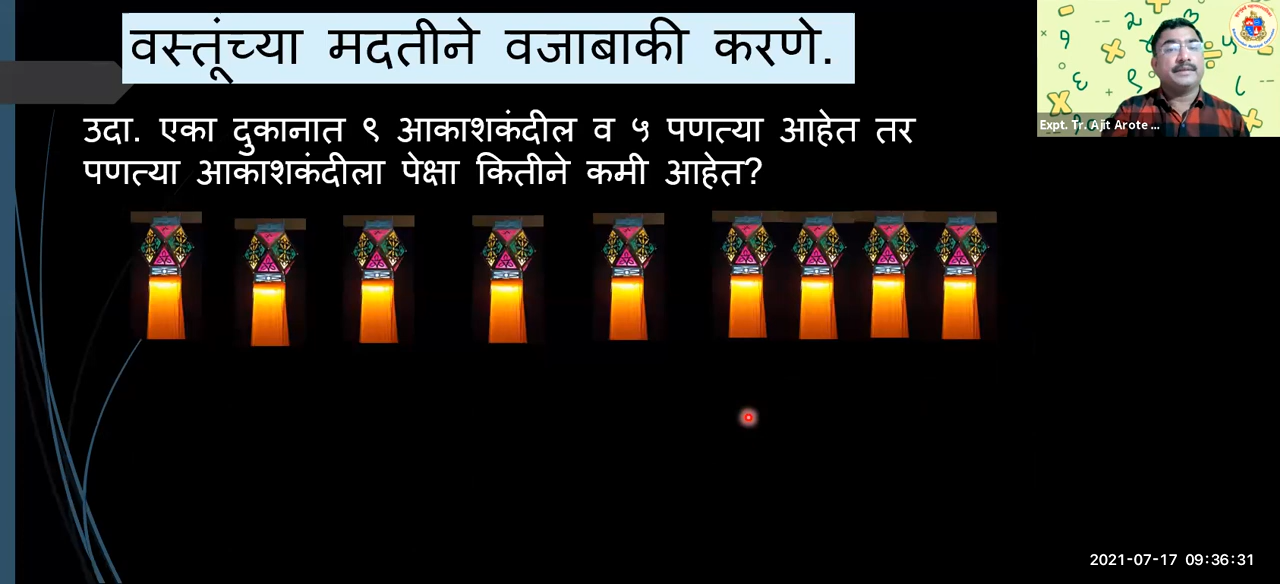 वस्तूंच्या मदतीने वजाबाकी करणे.
उदा. एका दुकानात ९ आकाशकंदील व ५ पणत्या आहेत तर
पणत्या आकाशकंदीला पेक्षा कितीने कमी आहेत?
Expt. Tr. Ajit Arote ...
2021-07-17 09:36:31